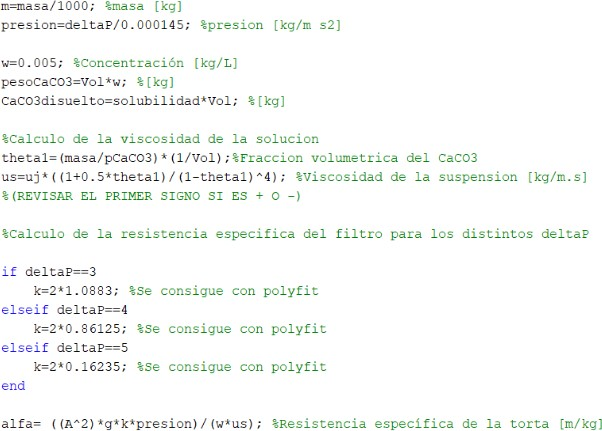 m=masa/1000; %masa [kg]
presion=deltaP/0.000145; %presion [kg/m s2]
w=0.005; %Concentración [kg/L]
pesoCaCO3=Vol*w; %[kg]
CaCO3disuelto=solubilidad*Vol; %[kg]
%Calculo de la viscosidad de la solucion
theta1=(masa/pCaCO3)*(1/Vol);%Fraccion volumetrica del CaCO3
us=uj*((1+0.5*theta1)/(1-theta1)^4); %Viscosidad de la suspension [kg/m.s]
%(REVISAR EL PRIMER SIGNO SI ES + O -)
%Calculo de la resistencia especifica del filtro para los distintos deltaP
if deltaP==3
k=2*1.0883; %Se consigue con polyfit
elseif deltaP==4
k=2*0.86125; %Se consigue con polyfit
elseif deltaP==5
k=2*0.16235; %Se consigue con polyfit
end
alfa= ((A^2)*g*k*presion)/(w*us); %Resistencia específica de la torta [m/kg]